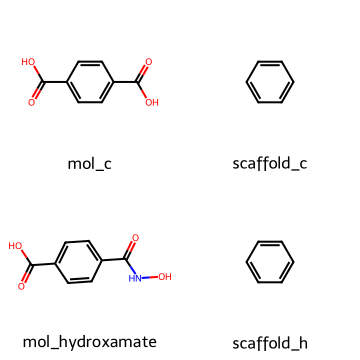 HO
O
O
OH
mol_c
scaffold_c
HO
O
O
HN
OH
mol_hydroxamate
scaffold_h